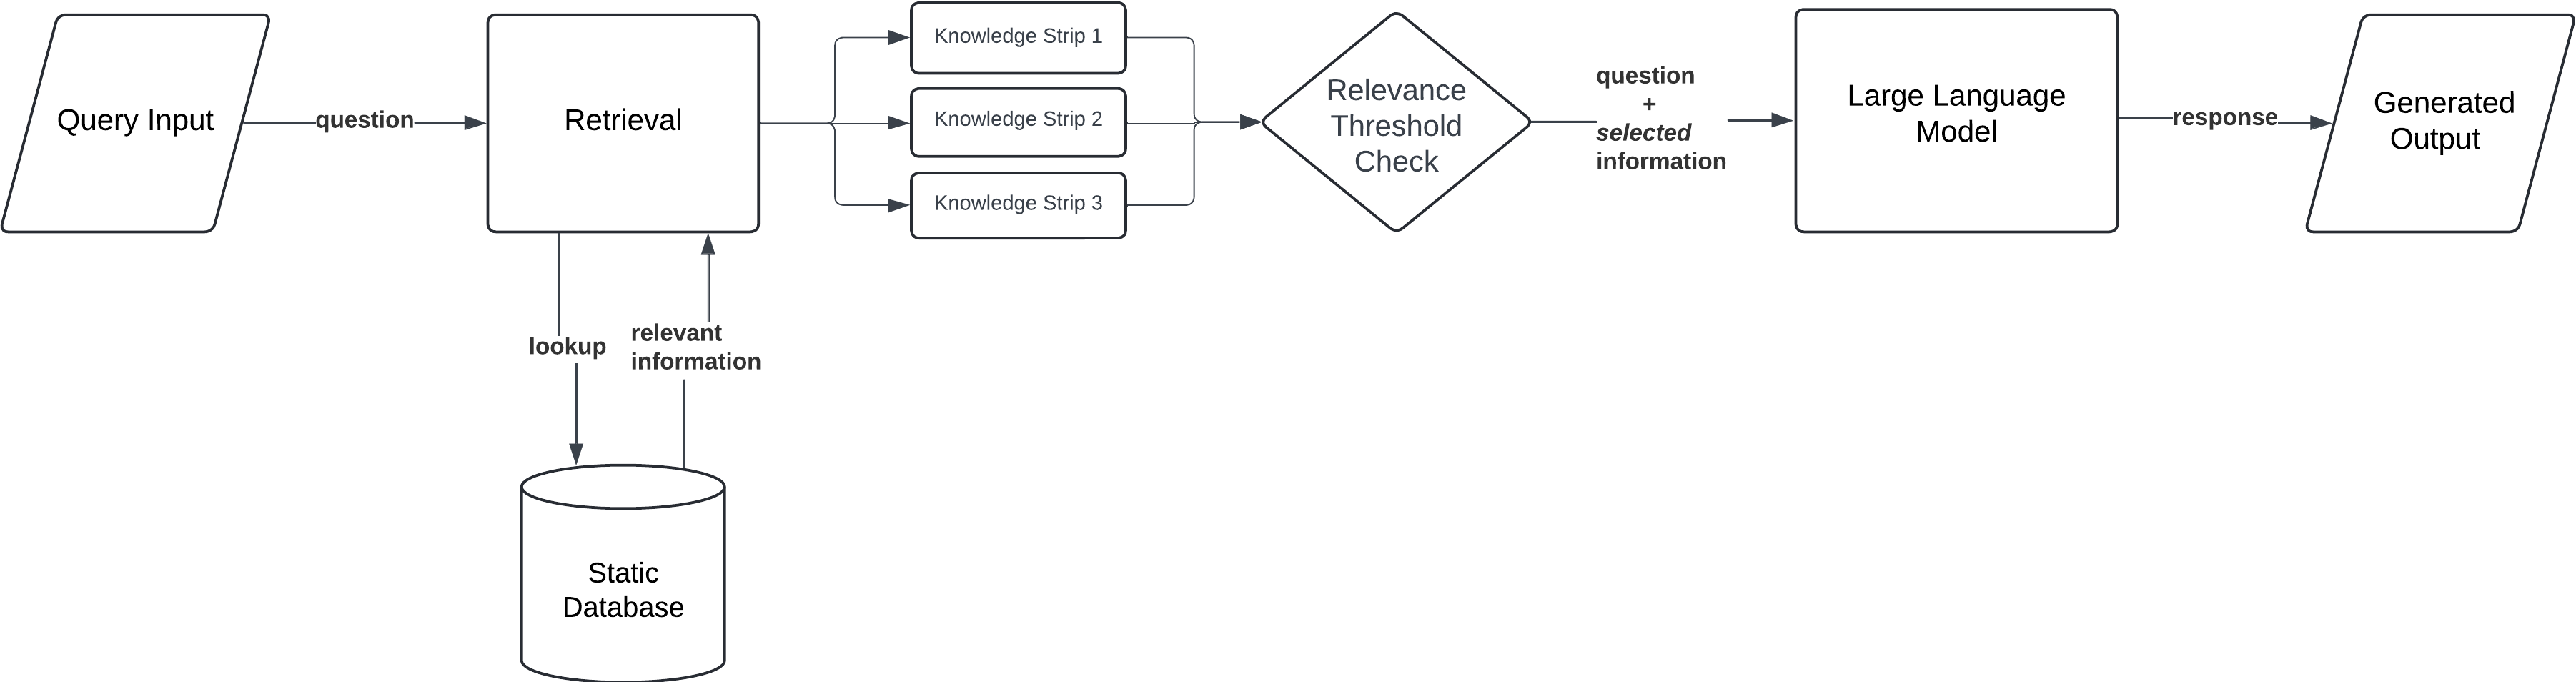 Query Input
question
Retrieval
lookup
relevant
information
Static
Database
Knowledge Strip 1
Knowledge Strip 2
Knowledge Strip 3
Relevance
Threshold
Check
question
+
selected
information
Large Language
Model
response
Generated
Output